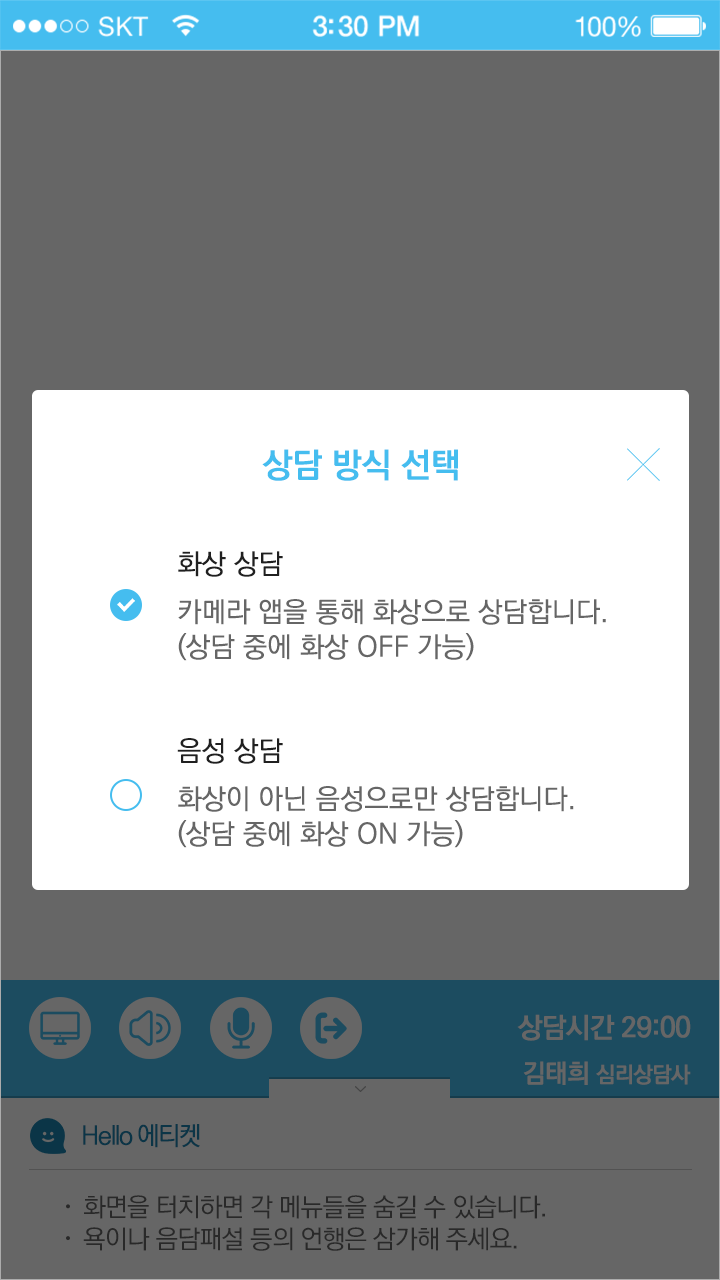 SKT 3:30 PM 100%
상담 방식 선택
화상 상담
카메라 앱을 통해 화상으로 상담합니다.
(상담 중에 화상 OFF 가능)
음성 상담
화상이 아닌 음성으로만 상담합니다.
(상담 중에 화상 ON 가능)
상담시간 29:00
김태희 심리상담사
Hello 에티켓
· 화면을 터치하면 각 메뉴들을 숨길 수 있습니다.
· 욕이나 음담패설 등의 언행은 삼가해 주세요.